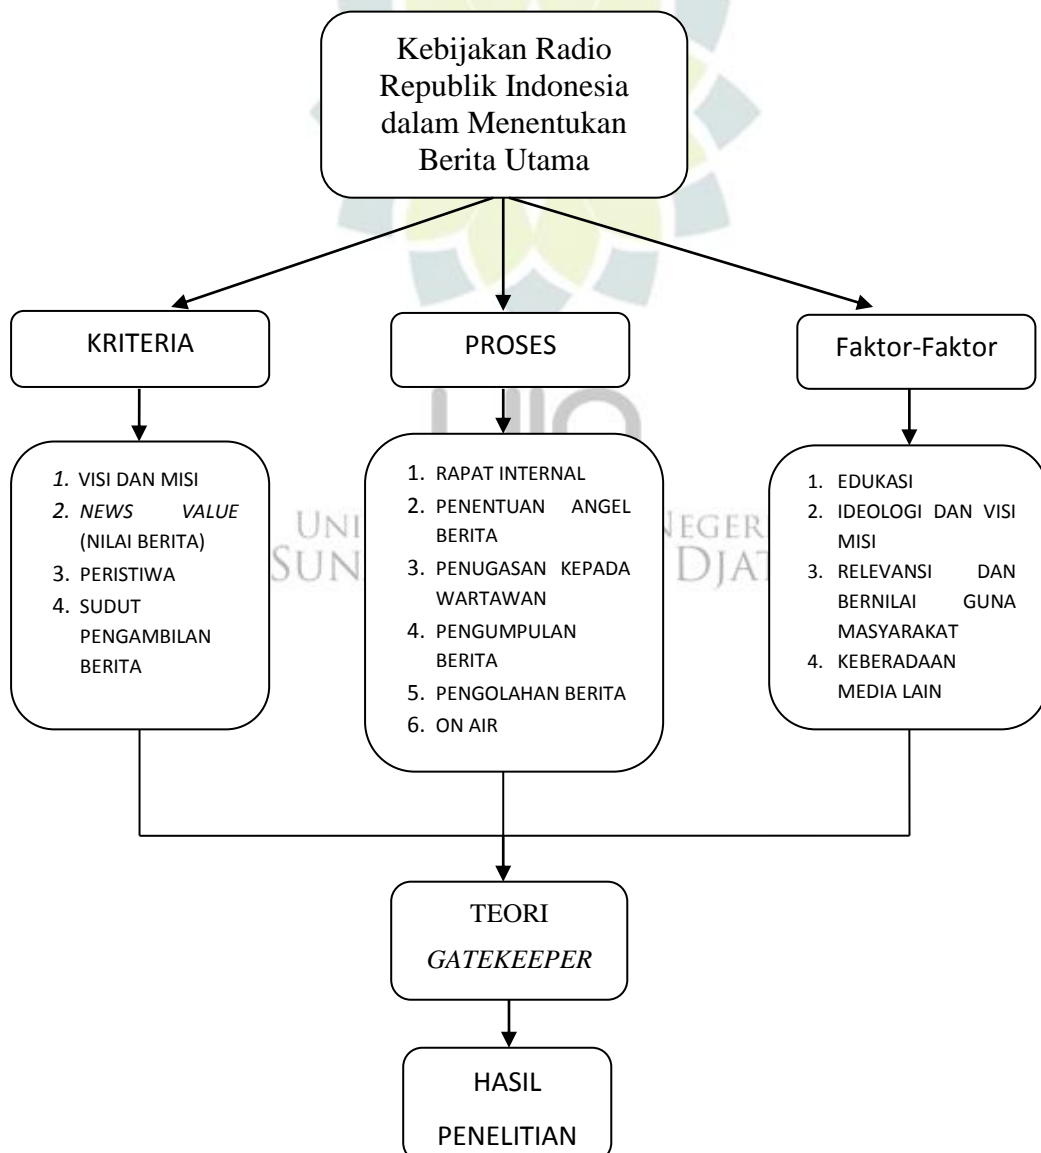 Kebijakan Radio
Republik Indonesia
dalam Menentukan
Berita Utama
KRITERIA
PROSES
Faktor-Faktor
1. VISI DAN MISI
2. NEWS VALUE
(NILAI BERITA)
3. PERISTIWA
4. SUDUT
PENGAMBILAN
BERITA
1. RAPAT INTERNAL
2. PENENTUAN ANGEL
BERITA
3. PENUGASAN KEPADA
WARTAWAN
4. PENGUMPULAN
BERITA
5. PENGOLAHAN BERITA
6. ON AIR
1. EDUKASI
2. IDEOLOGI DAN VISI
MISI
3. RELEVANSI DAN
BERNILAI GUNA
MASYARAKAT
4. KEBERADAAN
MEDIA LAIN
TEORI
GATEKEEPER
HASIL
PENELITIAN